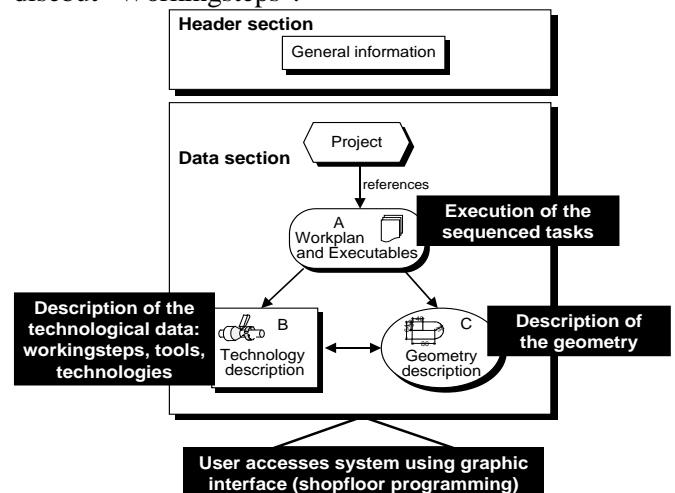 Header section
General information
Project
Data section
references
A
Workplan
and Executables
Execution of the
sequenced tasks
Description of the
technological data:
workingsteps, tools,
technologies
B
Technology
description
C
Geometry
description
Description of
the geometry
User accesses system using graphic
interface (shopfloor programming)